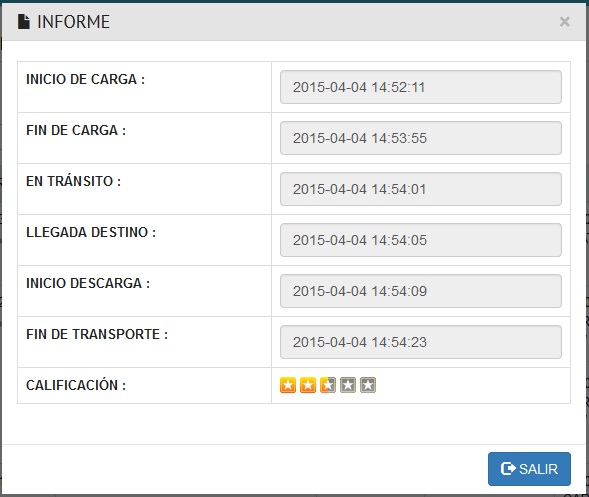 INFORME ×
INICIO DE CARGA : 2015-04-04 14:52:11
FIN DE CARGA : 2015-04-04 14:53:55
EN TRÁNSITO : 2015-04-04 14:54:01
LLEGADA DESTINO : 2015-04-04 14:54:05
INICIO DESCARGA : 2015-04-04 14:54:09
FIN DE TRANSPORTE : 2015-04-04 14:54:23
CALIFICACIÓN :
SALIR